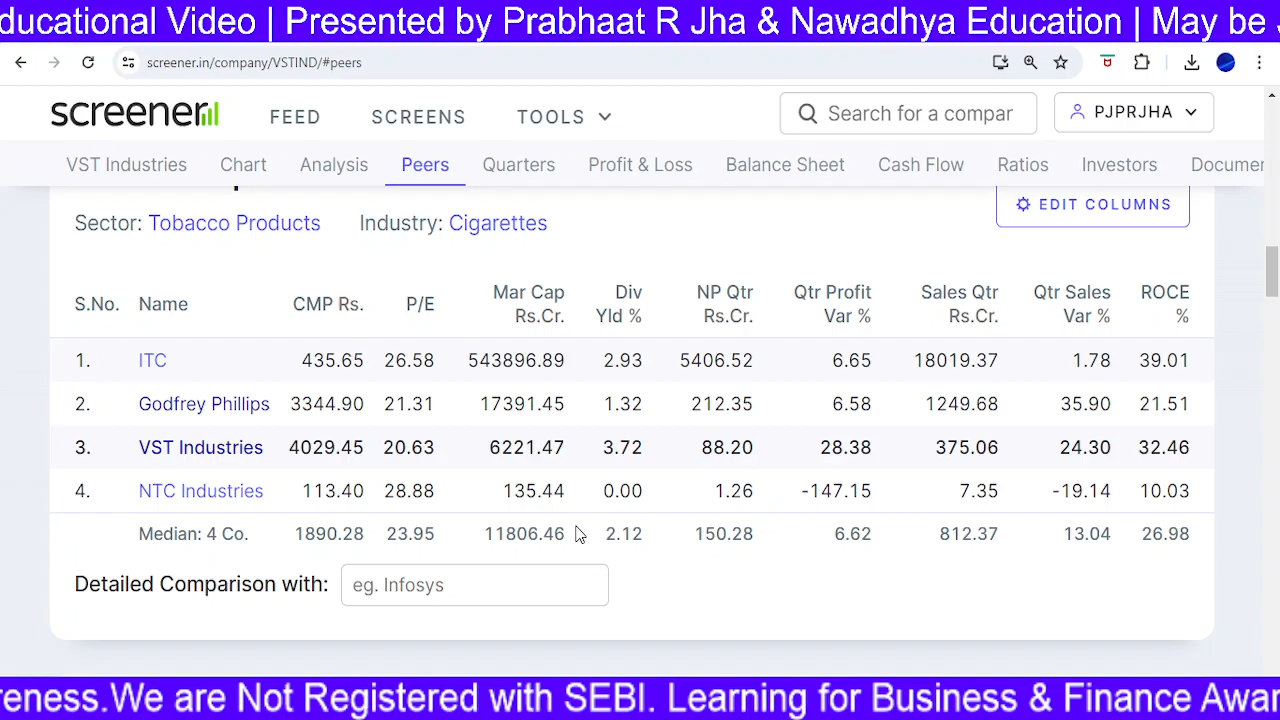 ducational Video | Presented by Prabhaat R Jha & Nawadhya Education | May be
screener.in/company/VSTIND/#peers
screener FEED SCREENS TOOLS Search for a compar PJPRJHA
VST Industries Chart Analysis Peers Quarters Profit & Loss Balance Sheet Cash Flow Ratios Investors Documen
Sector: Tobacco Products Industry: Cigarettes EDIT COLUMNS
S.No. Name CMP Rs. P/E Mar Cap Rs.Cr. Div Yld % NP Qtr Rs.Cr. Qtr Profit Var % Sales Qtr Rs.Cr. Qtr Sales Var % ROCE %
1. ITC 435.65 26.58 543896.89 2.93 5406.52 6.65 18019.37 1.78 39.01
2. Godfrey Phillips 3344.90 21.31 17391.45 1.32 212.35 6.58 1249.68 35.90 21.51
3. VST Industries 4029.45 20.63 6221.47 3.72 88.20 28.38 375.06 24.30 32.46
4. NTC Industries 113.40 28.88 135.44 0.00 1.26 -147.15 7.35 -19.14 10.03
Median: 4 Co. 1890.28 23.95 11806.46 2.12 150.28 6.62 812.37 13.04 26.98
Detailed Comparison with: eg. Infosys
reness.We are Not Registered with SEBI. Learning for Business & Finance Awar